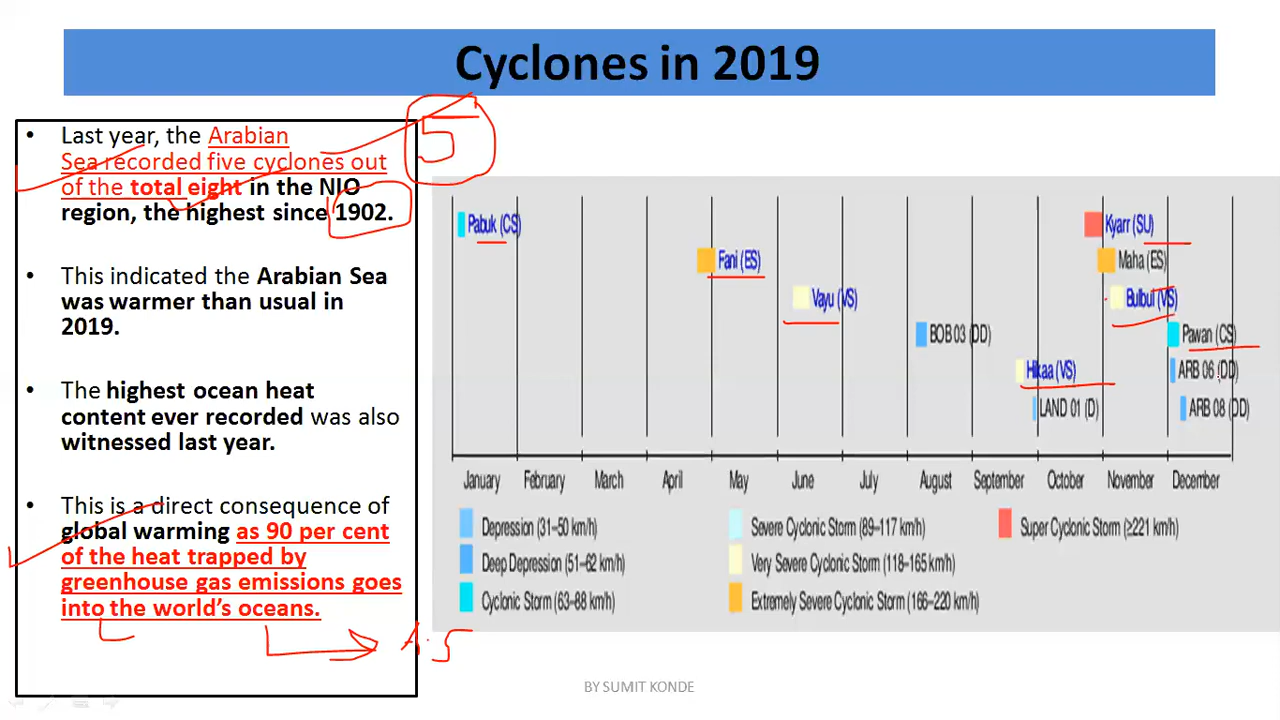 Cyclones in 2019
• Last year, the Arabian
Sea recorded five cyclones out
of the total eight in the NIO
region, the highest since 1902.
• This indicated the Arabian Sea
was warmer than usual in
2019.
• The highest ocean heat
content ever recorded was also
witnessed last year.
• This is a direct consequence of
global warming as 90 per cent
of the heat trapped by
greenhouse gas emissions goes
into the world’s oceans.
5
A.S
Pabuk (CS)
Fani (ES)
Vayu (VS)
BOB 03 (DD)
Hikaa (VS)
LAND 01 (D)
Kyarr (SU)
Maha (ES)
Bulbul (VS)
Pawan (CS)
ARB 06 (DD)
ARB 08 (DD)
January February March April May June July August September October November December
Depression (31–50 km/h)
Deep Depression (51–62 km/h)
Cyclonic Storm (63–88 km/h)
Severe Cyclonic Storm (89–117 km/h)
Very Severe Cyclonic Storm (118–165 km/h)
Extremely Severe Cyclonic Storm (166–220 km/h)
Super Cyclonic Storm (≥221 km/h)
BY SUMIT KONDE